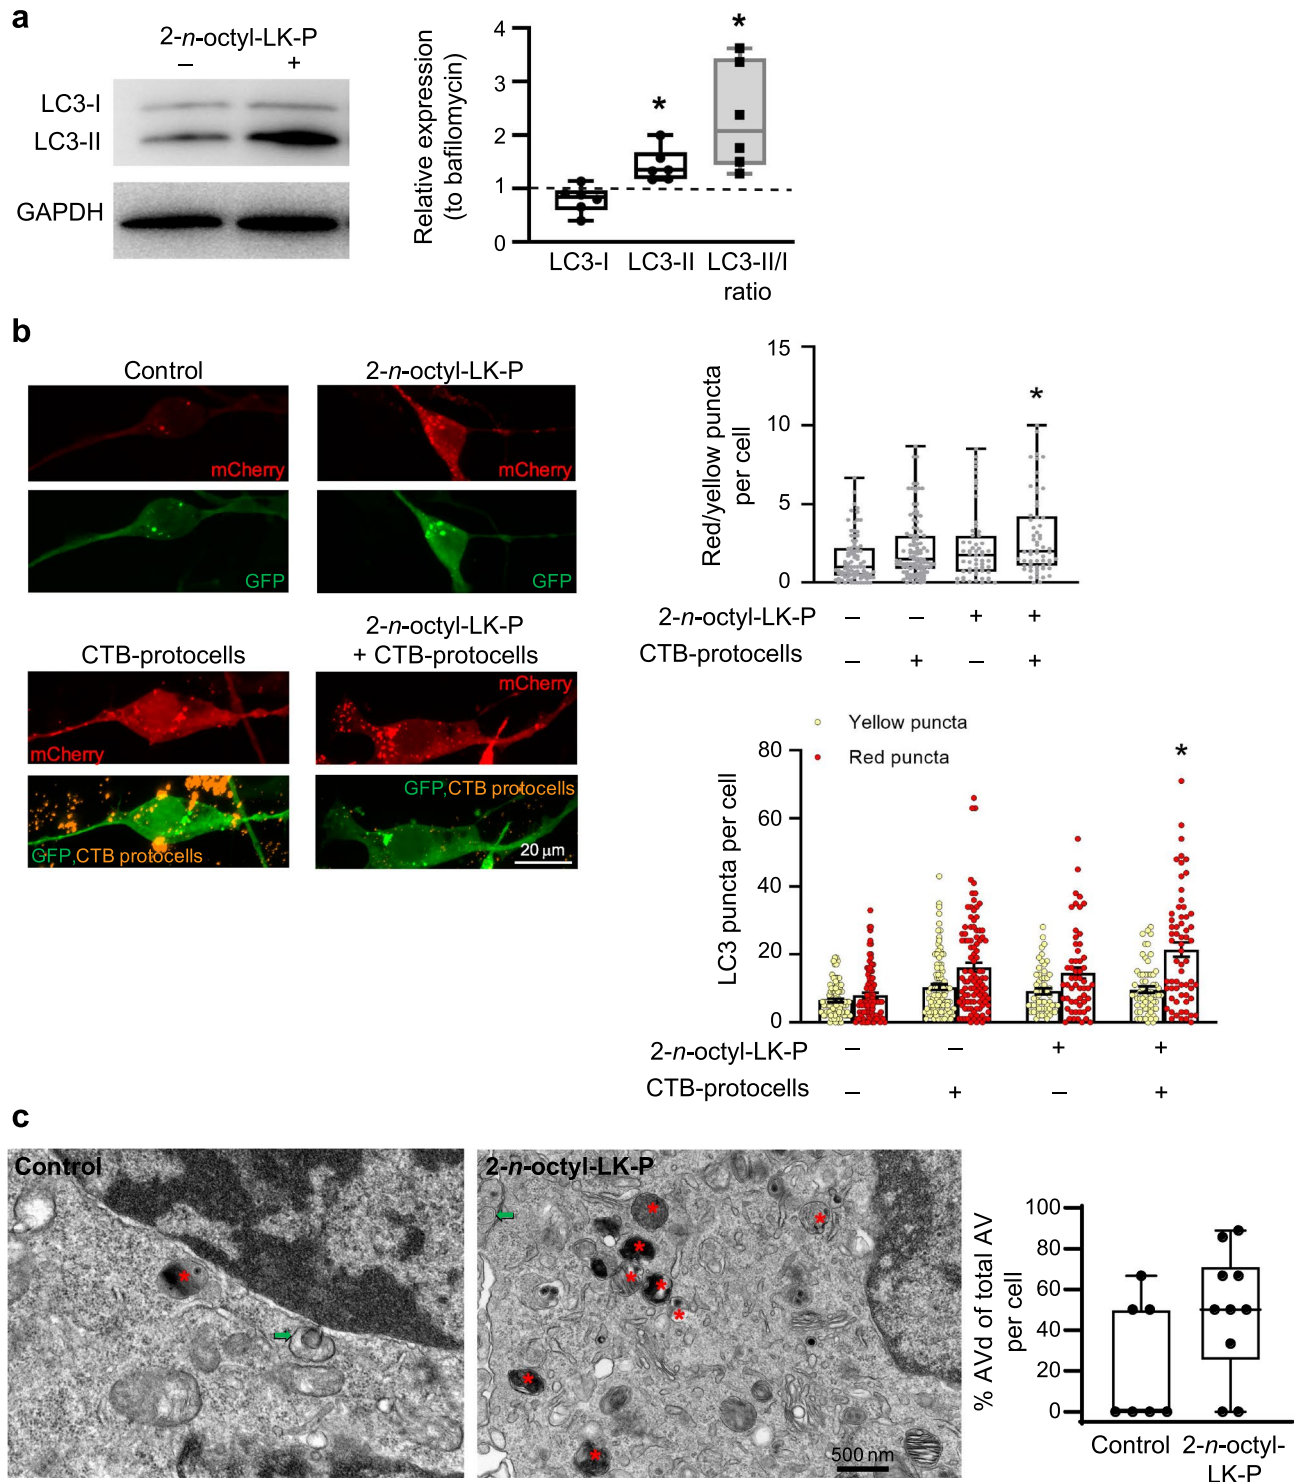 a
2-n-octyl-LK-P
– +
LC3-I
LC3-II
GAPDH
Relative expression
(to bafilomycin)
4
3
2
1
0
*
*
LC3-I LC3-II LC3-II/I
ratio
b
Control
2-n-octyl-LK-P
mCherry
mCherry
GFP
GFP
CTB-protocells
2-n-octyl-LK-P
+ CTB-protocells
mCherry
mCherry
GFP,CTB protocells
GFP,CTB protocells
20 µm
Red/yellow puncta
per cell
15
10
5
0
*
2-n-octyl-LK-P – – + +
CTB-protocells – + – +
Yellow puncta
Red puncta
LC3 puncta per cell
80
60
40
20
0
*
2-n-octyl-LK-P – – + +
CTB-protocells – + – +
c
Control
*
2-n-octyl-LK-P
* * * * * * * *
500 nm
% AVd of total AV
per cell
100
80
60
40
20
0
Control 2-n-octyl-
LK-P